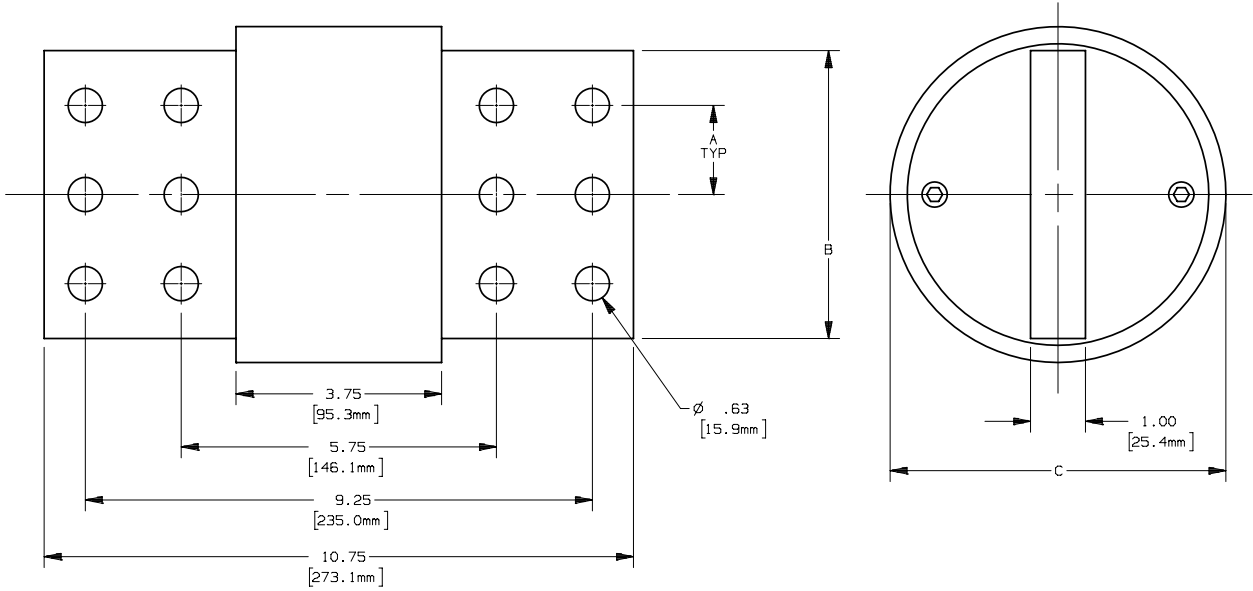 A
TYP
B
3.75
[95.3mm]
Ø .63
[15.9mm]
1.00
[25.4mm]
5.75
[146.1mm]
C
9.25
[235.0mm]
10.75
[273.1mm]